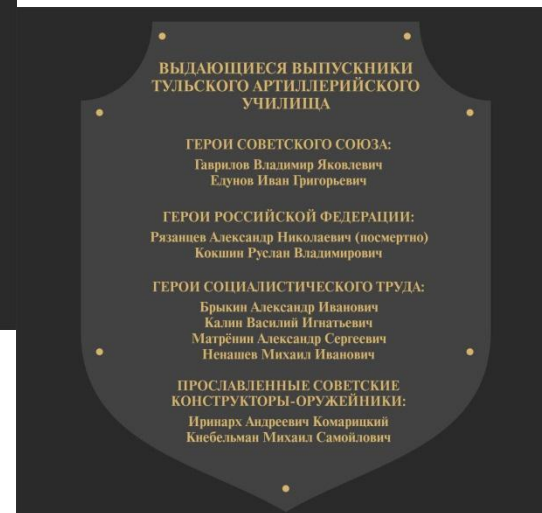 ВЫДАЮЩИЕСЯ ВЫПУСКНИКИ
ТУЛЬСКОГО АРТИЛЛЕРИЙСКОГО
УЧИЛИЩА
ГЕРОИ СОВЕТСКОГО СОЮЗА:
Гаврилов Владимир Яковлевич
Едунов Иван Григорьевич
ГЕРОИ РОССИЙСКОЙ ФЕДЕРАЦИИ:
Рязанцев Александр Николаевич (посмертно)
Кокшин Руслан Владимирович
ГЕРОИ СОЦИАЛИСТИЧЕСКОГО ТРУДА:
Брыкин Александр Иванович
Калин Василий Игнатьевич
Матрёнин Александр Сергеевич
Ненашев Михаил Иванович
ПРОСЛАВЛЕННЫЕ СОВЕТСКИЕ
КОНСТРУКТОРЫ-ОРУЖЕЙНИКИ:
Иринарх Андреевич Комарицкий
Кнебельман Михаил Самойлович